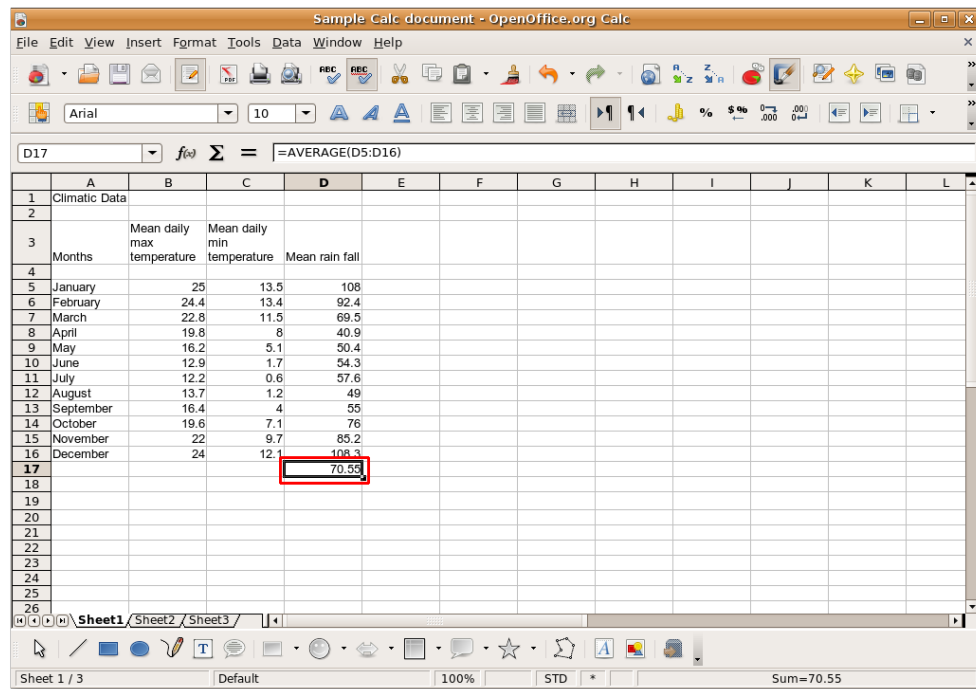 Sample Calc document - OpenOffice.org Calc
File Edit View Insert Format Tools Data Window Help
Arial 10
D17 f(x) Σ = =AVERAGE(D5:D16)
A B C D E F G H I J K L
1 Climatic Data
2
3 Months Mean daily max temperature Mean daily min temperature Mean rain fall
4
5 January 25 13.5 108
6 February 24.4 13.4 92.4
7 March 22.8 11.5 69.5
8 April 19.8 8 40.9
9 May 16.2 5.1 50.4
10 June 12.9 1.7 54.3
11 July 12.2 0.6 57.6
12 August 13.7 1.2 49
13 September 16.4 4 55
14 October 19.6 7.1 76
15 November 22 9.7 85.2
16 December 24 12.1 108.3
17 70.55
18
19
20
21
22
23
24
25
26
Sheet1 Sheet2 Sheet3
Sheet 1 / 3 Default 100% STD * Sum=70.55